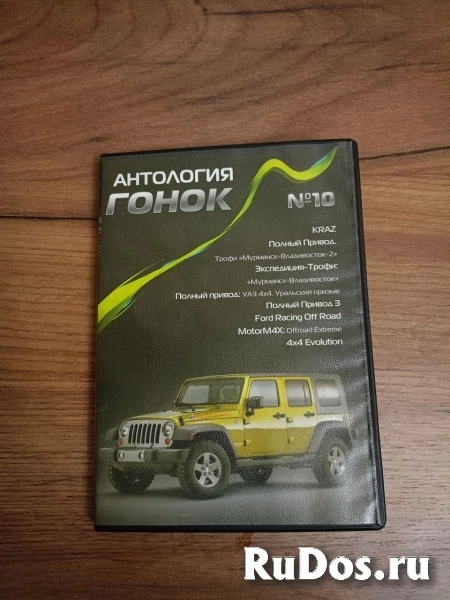 АНТОЛОГИЯ
ГОНОК
№10
KRAZ
Полный Привод.
Трофи «Мурманск-Владивосток-2»
Экспедиция-Трофи:
«Мурманск-Владивосток»
Полный привод: УАЗ 4х4. Уральский призыв
Полный Привод 3
Ford Racing Off Road
MotorM4X: Offroad Extreme
4x4 Evolution
Jeep
RuDos.ru